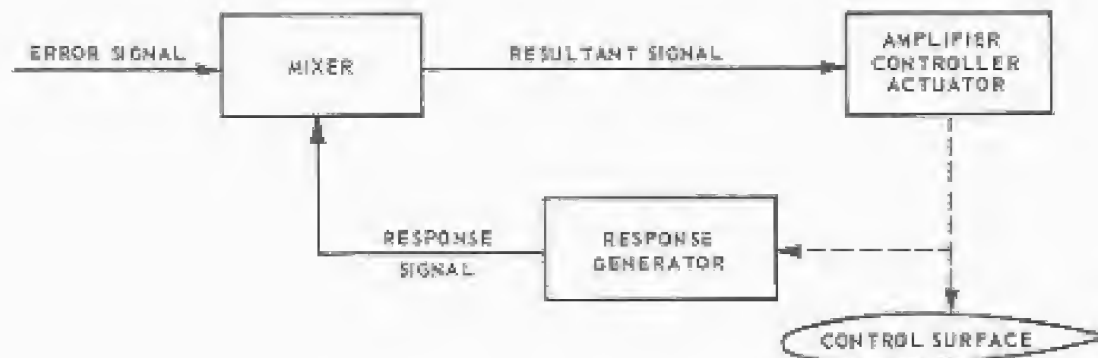 ERROR SIGNAL
MIXER
RESULTANT SIGNAL
AMPLIFIER
CONTROLLER
ACTUATOR
RESPONSE
SIGNAL
RESPONSE
GENERATOR
CONTROL SURFACE